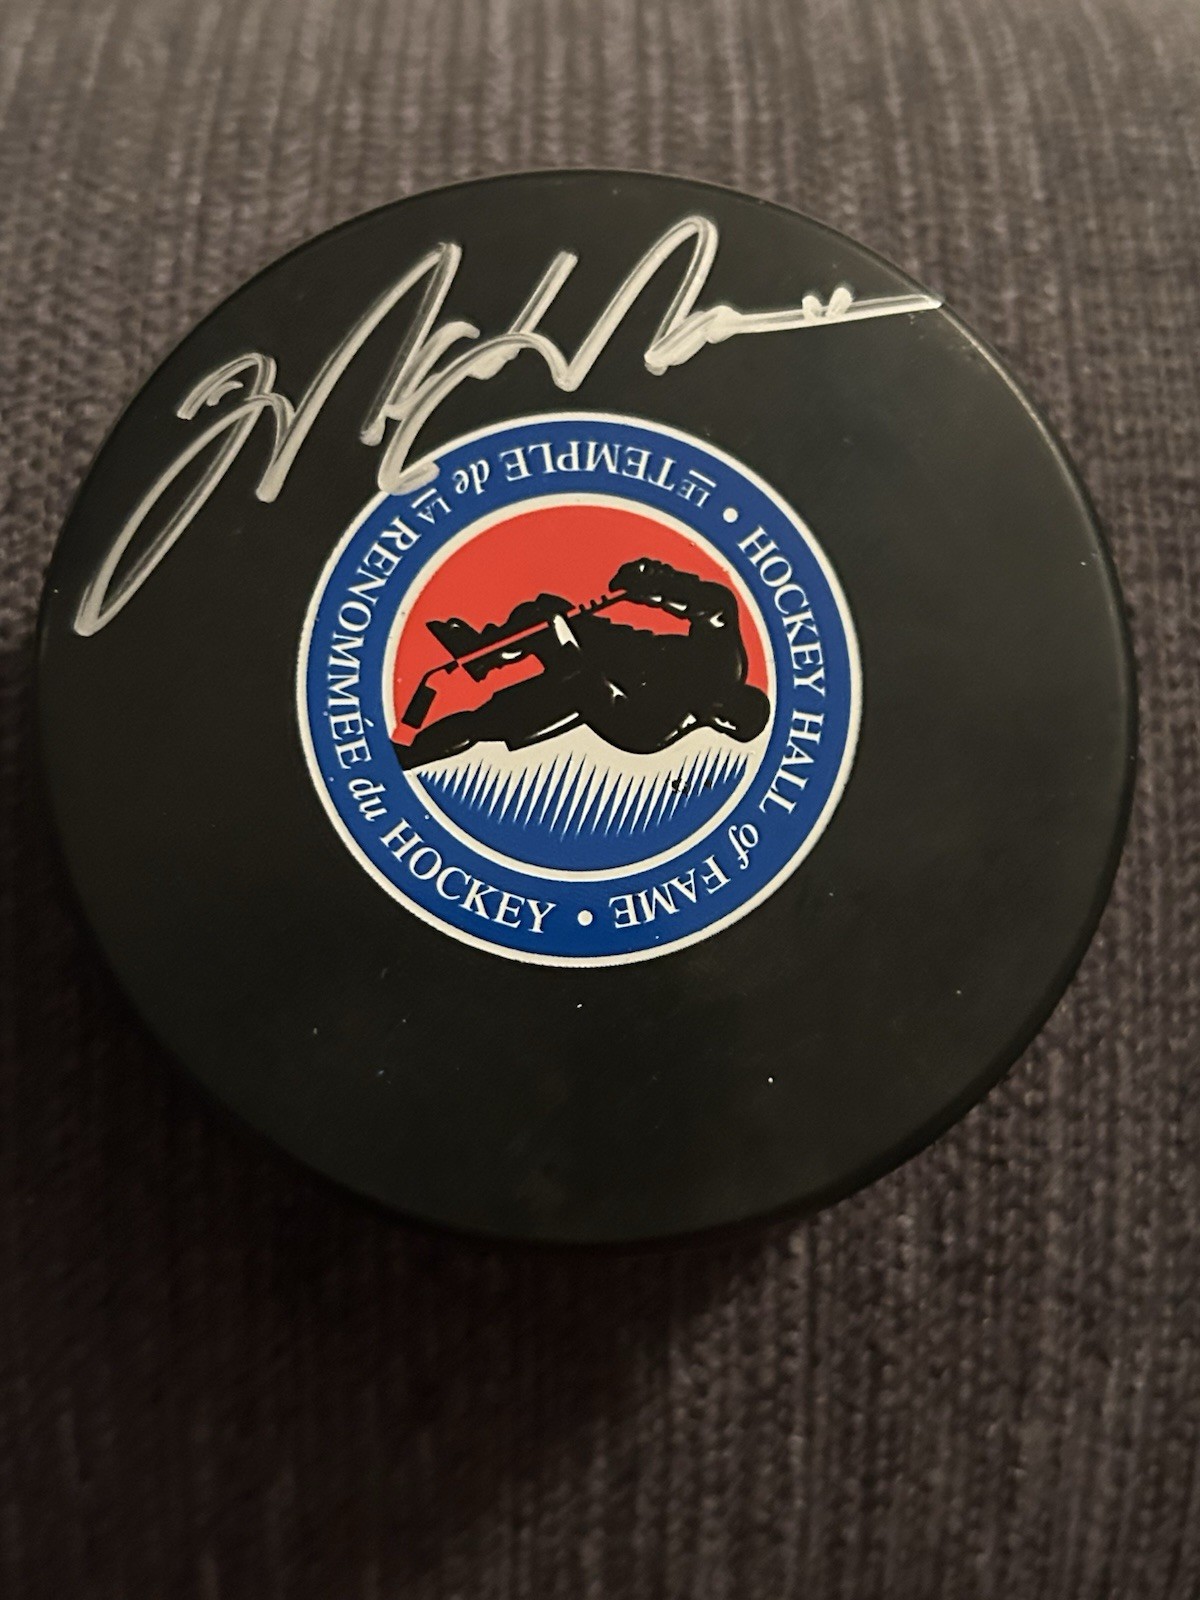 HOCKEY HALL of FAME •
LE TEMPLE de LA RENOMMÉE du HOCKEY •